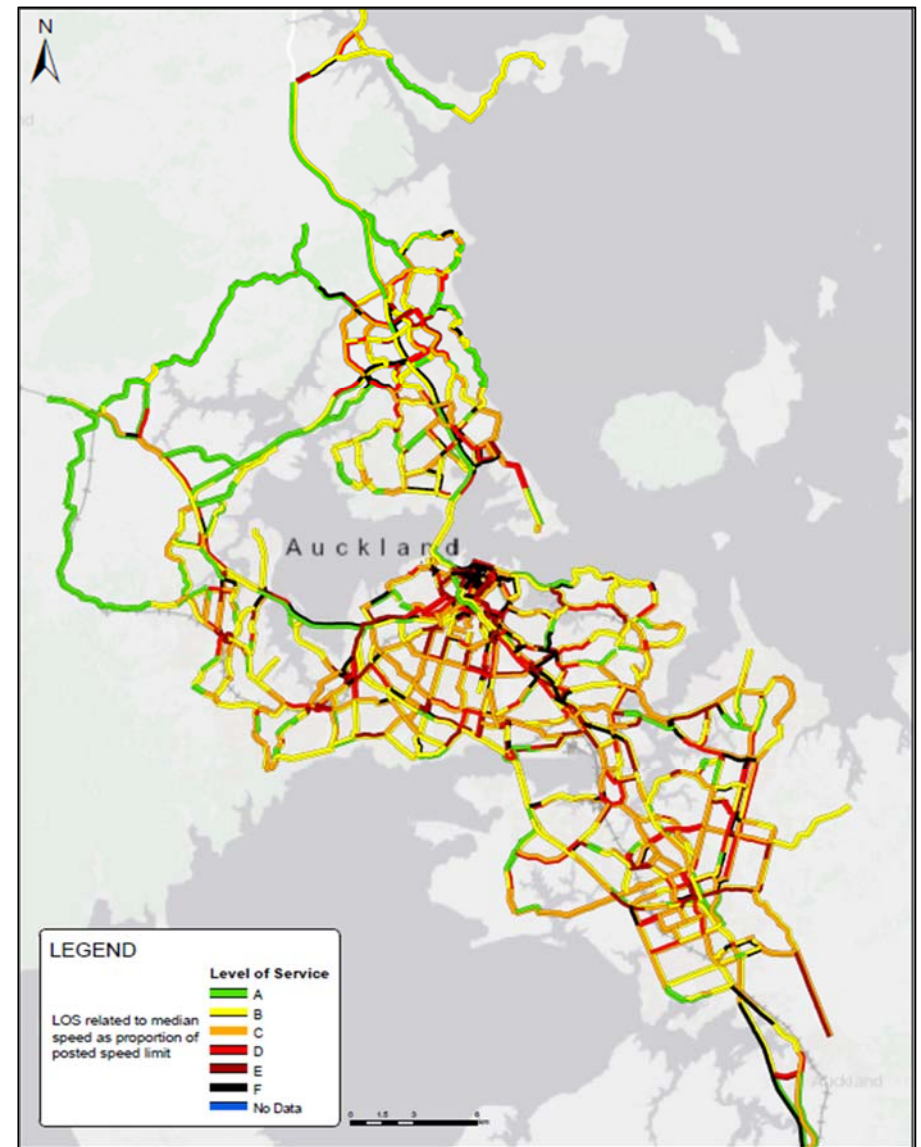 N
Auckland
LEGEND
Level of Service
A
B
LOS related to median
speed as proportion of
posted speed limit
C
D
E
F
No Data
0 1.5 3 6
km
Auckland